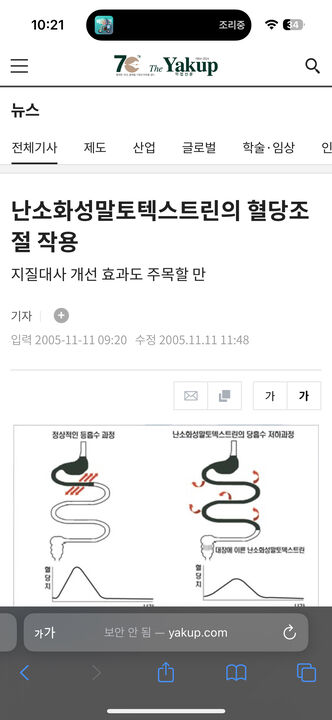 10:21
조리중
34
The Yakup
약업신문
뉴스
전체기사 제도 산업 글로벌 학술·임상 인
난소화성말토텍스트린의 혈당조
절 작용
지질대사 개선 효과도 주목할 만
기자
입력 2005-11-11 09:20 수정 2005.11.11 11:48
가 가
정상적인 등흡수 과정 난소화성말토텍스트린의 당흡수 저하과정
대장에 이른 난소화성말토텍스트린
혈당치 혈당치
가가 보안 안 됨 — yakup.com